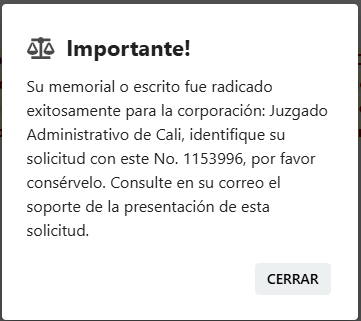 Importante!
Su memorial o escrito fue radicado
exitosamente para la corporación: Juzgado
Administrativo de Cali, identifique su
solicitud con este No. 1153996, por favor
consérvelo. Consulte en su correo el
soporte de la presentación de esta
solicitud.
CERRAR